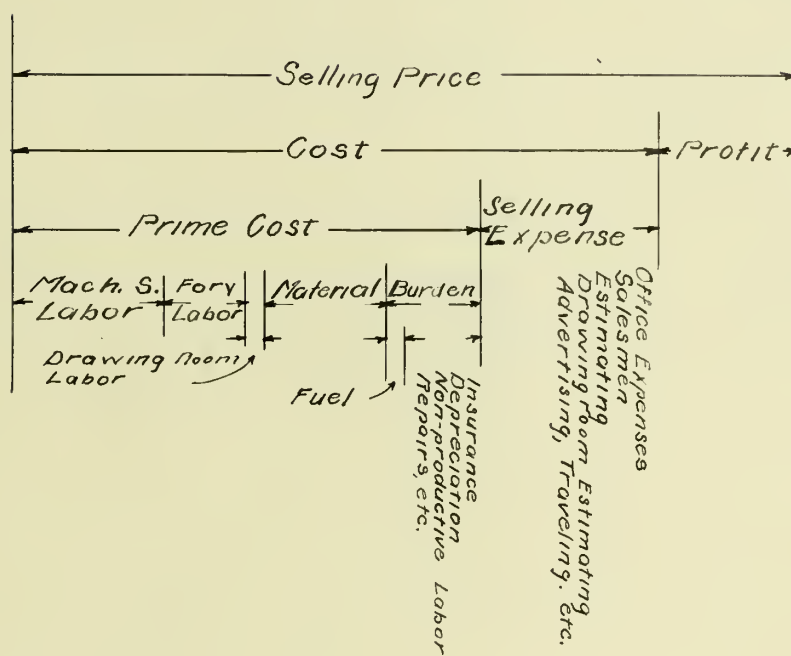 Selling Price
Cost
Profit
Prime Cost
Selling
Expense
Mach. S.
Labor
Fory
Labor
Material
Burden
Drawing Room
Labor
Fuel
Insurance
Depreciation
Non-productive Labor
Repairs, etc.
Office Expenses
Salesmen
Estimating
Drawing room Estimating
Advertising, Traveling. etc.